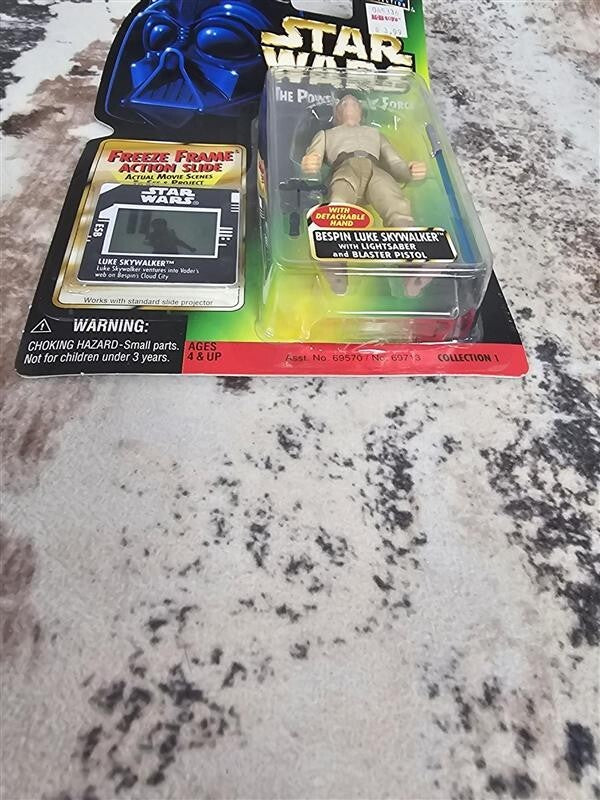 STAR
WARS
THE POWER OF THE FORCE
3.99
FREEZE FRAME
ACTION SLIDE
ACTUAL MOVIE SCENES
STAR
WARS
ESB
LUKE SKYWALKER™
Luke Skywalker ventures into Vader's
web on Bespin's Cloud City
Works with standard slide projector
WITH
DETACHABLE
HAND
BESPIN LUKE SKYWALKER™
WITH LIGHTSABER
and BLASTER PISTOL
WARNING:
CHOKING HAZARD-Small parts.
Not for children under 3 years.
AGES
4 & UP
Asst. No. 69570 / No. 69713 COLLECTION 1